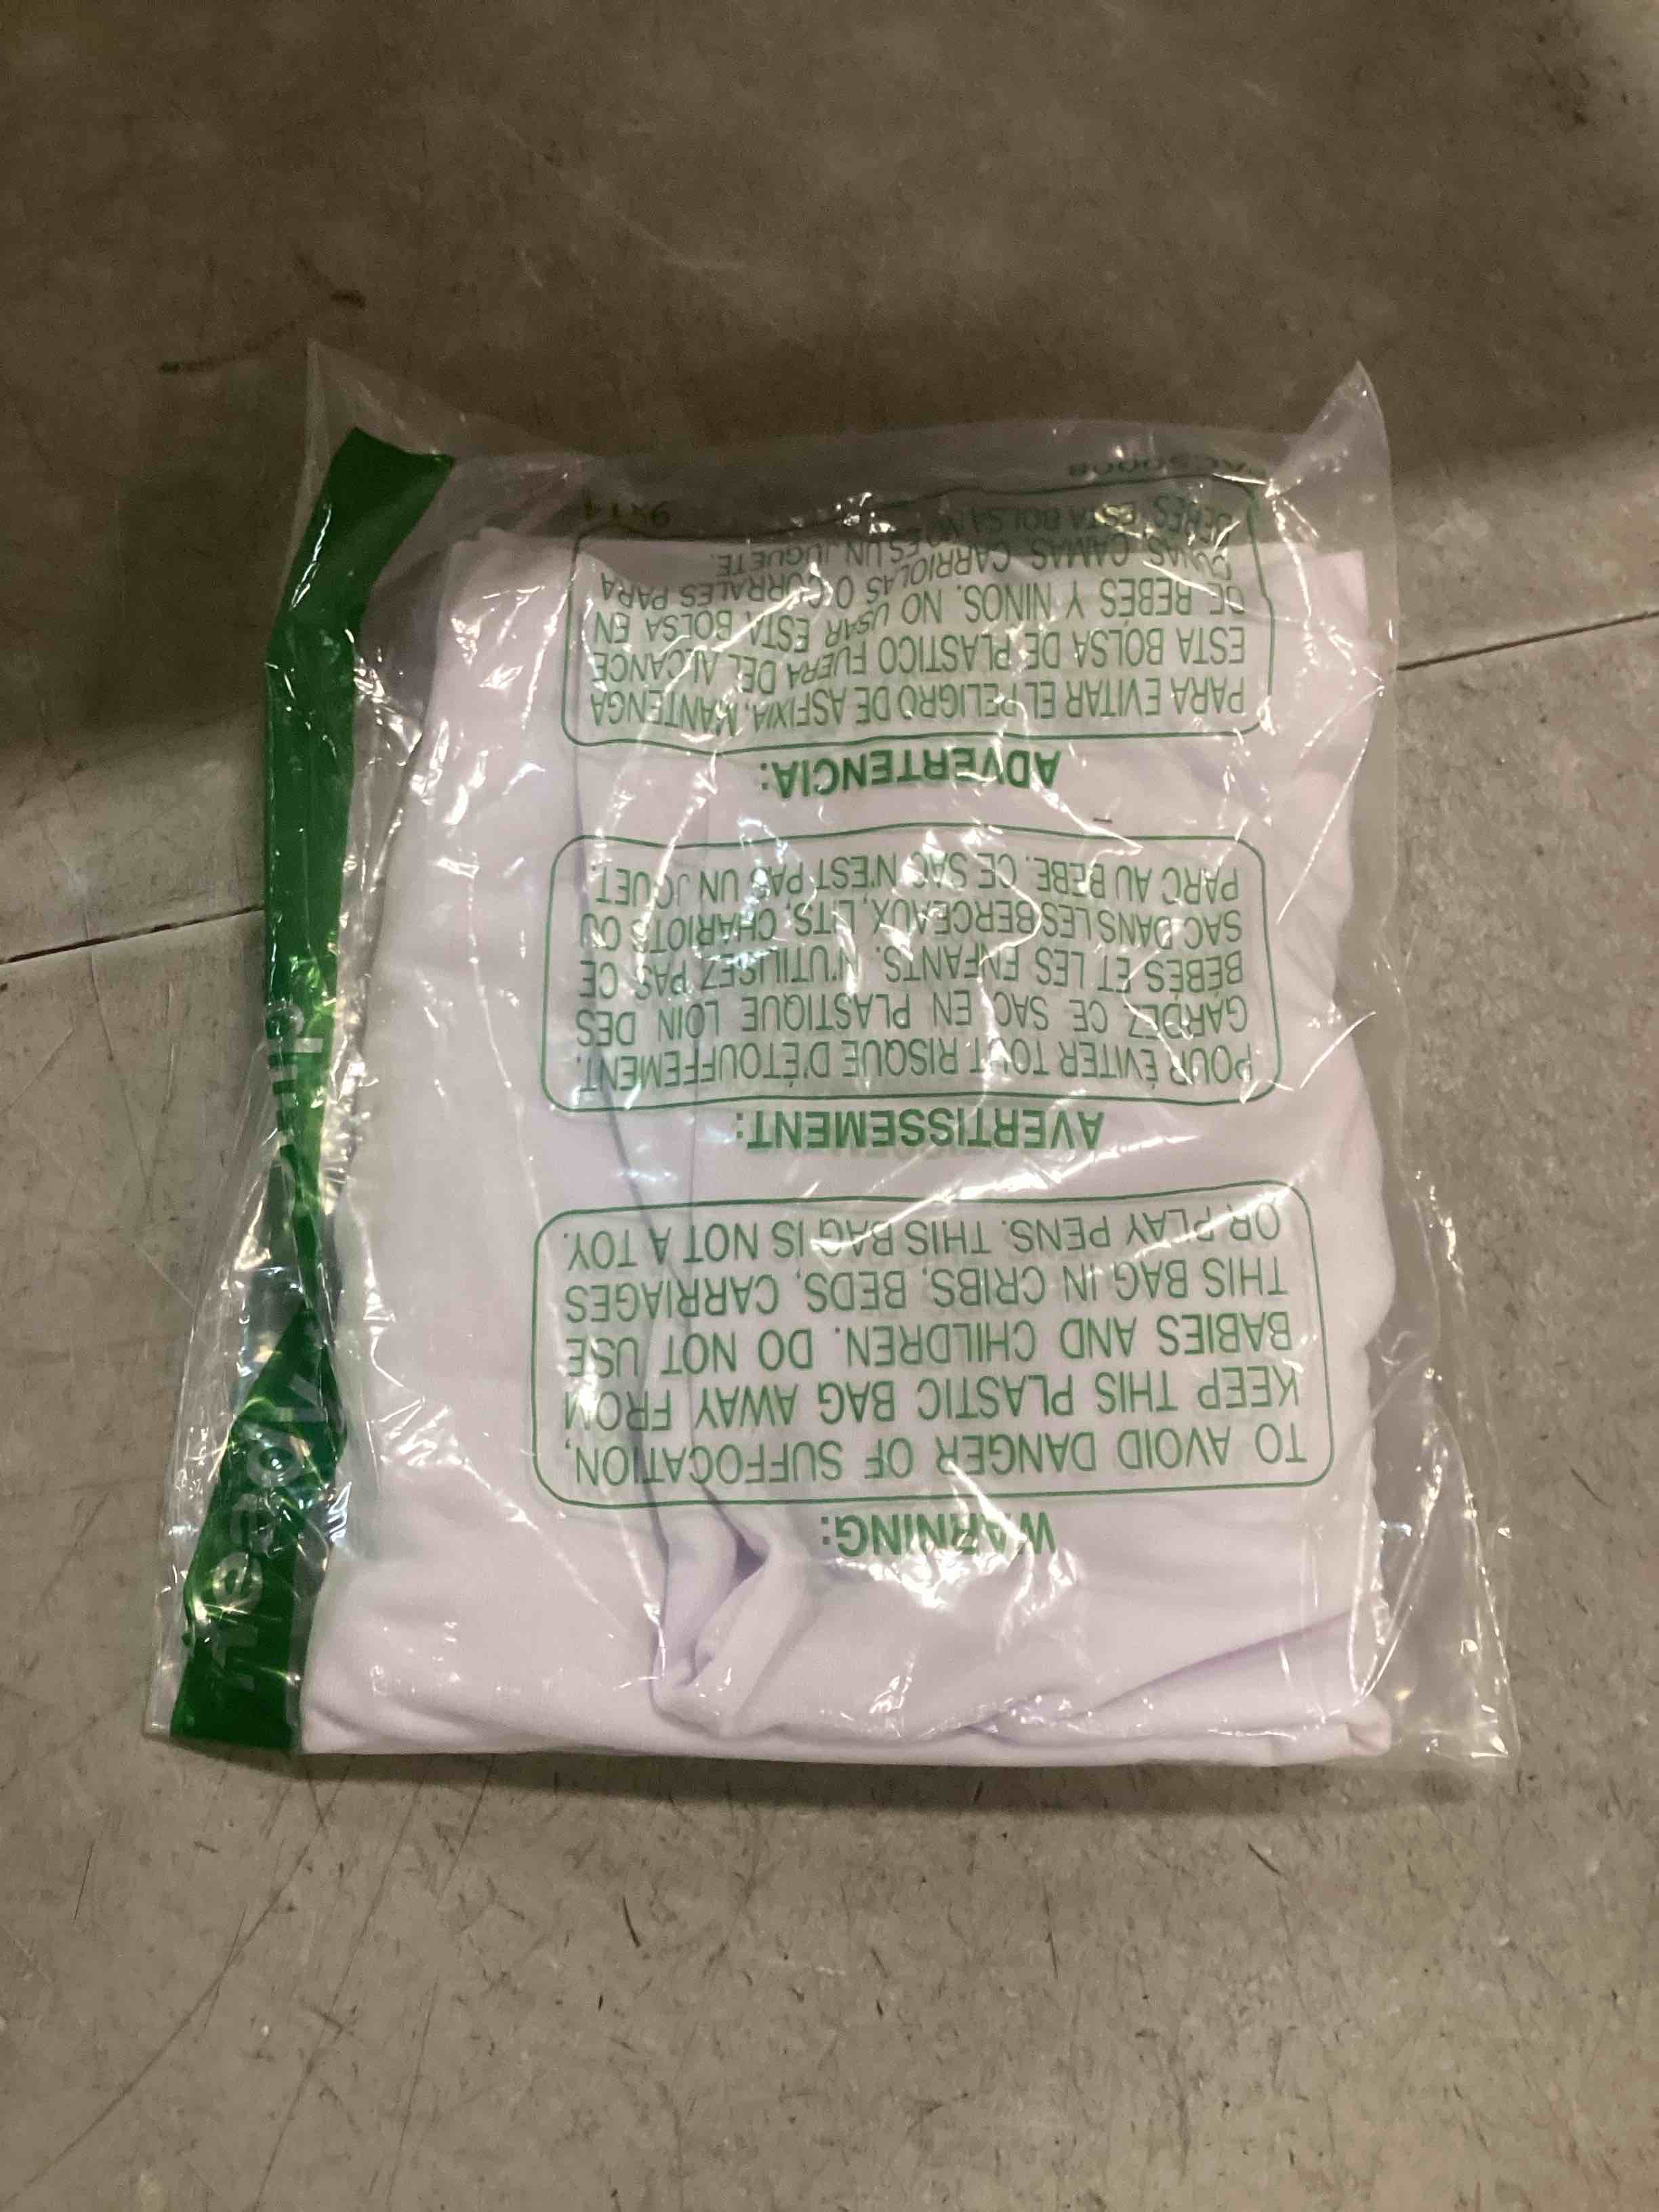 WARNING:
TO AVOID DANGER OF SUFFOCATION,
KEEP THIS PLASTIC BAG AWAY FROM
BABIES AND CHILDREN. DO NOT USE
THIS BAG IN CRIBS, BEDS, CARRIAGES
OR PLAY PENS. THIS BAG IS NOT A TOY.
AVERTISSEMENT:
POUR ÉVITER TOUT RISQUE D'ÉTOUFFEMENT.
GARDEZ CE SAC EN PLASTIQUE LOIN DES
BÉBÉS ET LES ENFANTS. N'UTILISEZ PAS CE
SAC DANS LES BERCEAUX, LITS, CHARIOTS OU
PARC AU BEBE. CE SAC N'EST PAS UN JOUET.
ADVERTENCIA:
PARA EVITAR EL PELIGRO DE ASFIXIA, MANTENGA
ESTA BOLSA DE PLASTICO FUERA DEL ALCANCE
DE BEBES Y NINOS. NO USAR ESTA BOLSA EN
CUNAS, CAMAS, CARRIOLAS O CORRALES PARA
BEBES. ESTA BOLSA NO ES UN JUGUETE.
9x11